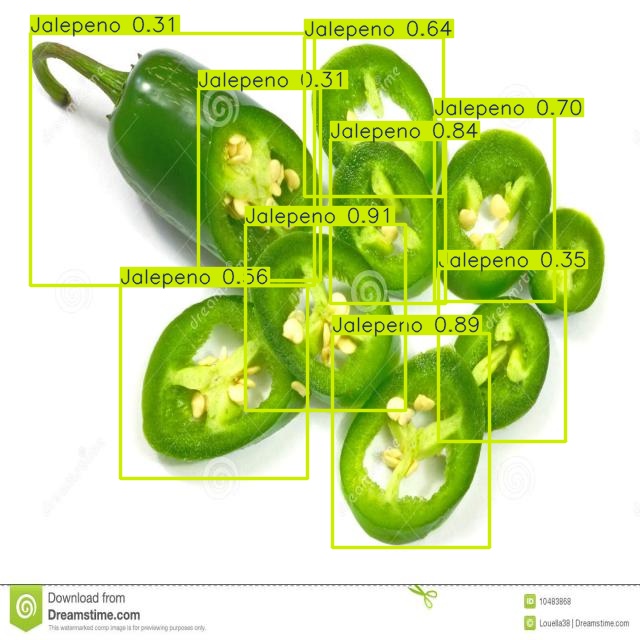 Jalepeno 0.31
Jalepeno 0.64
Jalepeno 0.31
Jalepeno 0.70
Jalepeno 0.84
Jalepeno 0.91
Jalepeno 0.35
Jalepeno 0.56
Jalepeno 0.89
Download from
Dreamstime.com
This watermarked comp image is for previewing purposes only.
10483868
Louella38 | Dreamstime.com